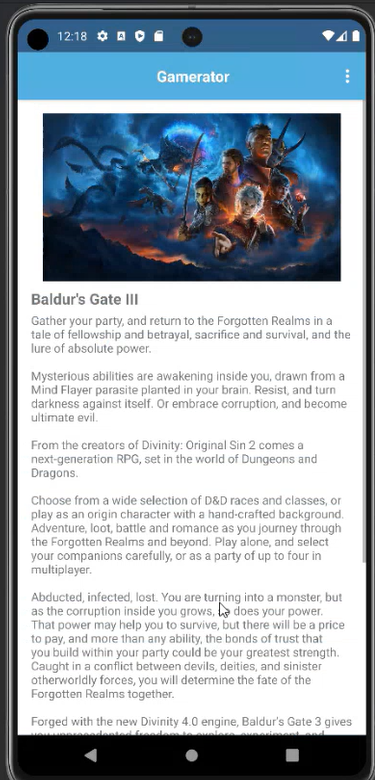 12:18
Gamerator
Baldur's Gate III
Gather your party, and return to the Forgotten Realms in a
tale of fellowship and betrayal, sacrifice and survival, and the
lure of absolute power.
Mysterious abilities are awakening inside you, drawn from a
Mind Flayer parasite planted in your brain. Resist, and turn
darkness against itself. Or embrace corruption, and become
ultimate evil.
From the creators of Divinity: Original Sin 2 comes a
next-generation RPG, set in the world of Dungeons and
Dragons.
Choose from a wide selection of D&D races and classes, or
play as an origin character with a hand-crafted background.
Adventure, loot, battle and romance as you journey through
the Forgotten Realms and beyond. Play alone, and select
your companions carefully, or as a party of up to four in
multiplayer.
Abducted, infected, lost. You are turning into a monster, but
as the corruption inside you grows, does your power.
That power may help you to survive, but there will be a price
to pay, and more than any ability, the bonds of trust that
you build within your party could be your greatest strength.
Caught in a conflict between devils, deities, and sinister
otherworldly forces, you will determine the fate of the
Forgotten Realms together.
Forged with the new Divinity 4.0 engine, Baldur's Gate 3 gives